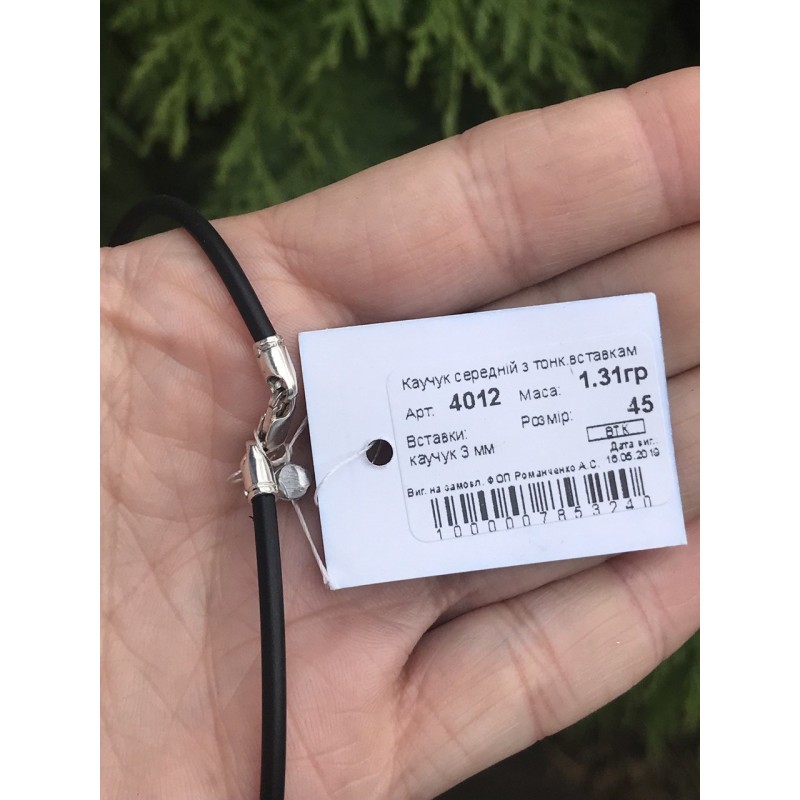 Каучук середній з тонк.вставкам
Арт. 4012 Маса: 1.31гр
Вставки: Розмір: 45
каучук 3 мм ВТК
Дата виг..
Виг. на замовл. ФОП Романченко А.С. 16.05.2019
1000007853240